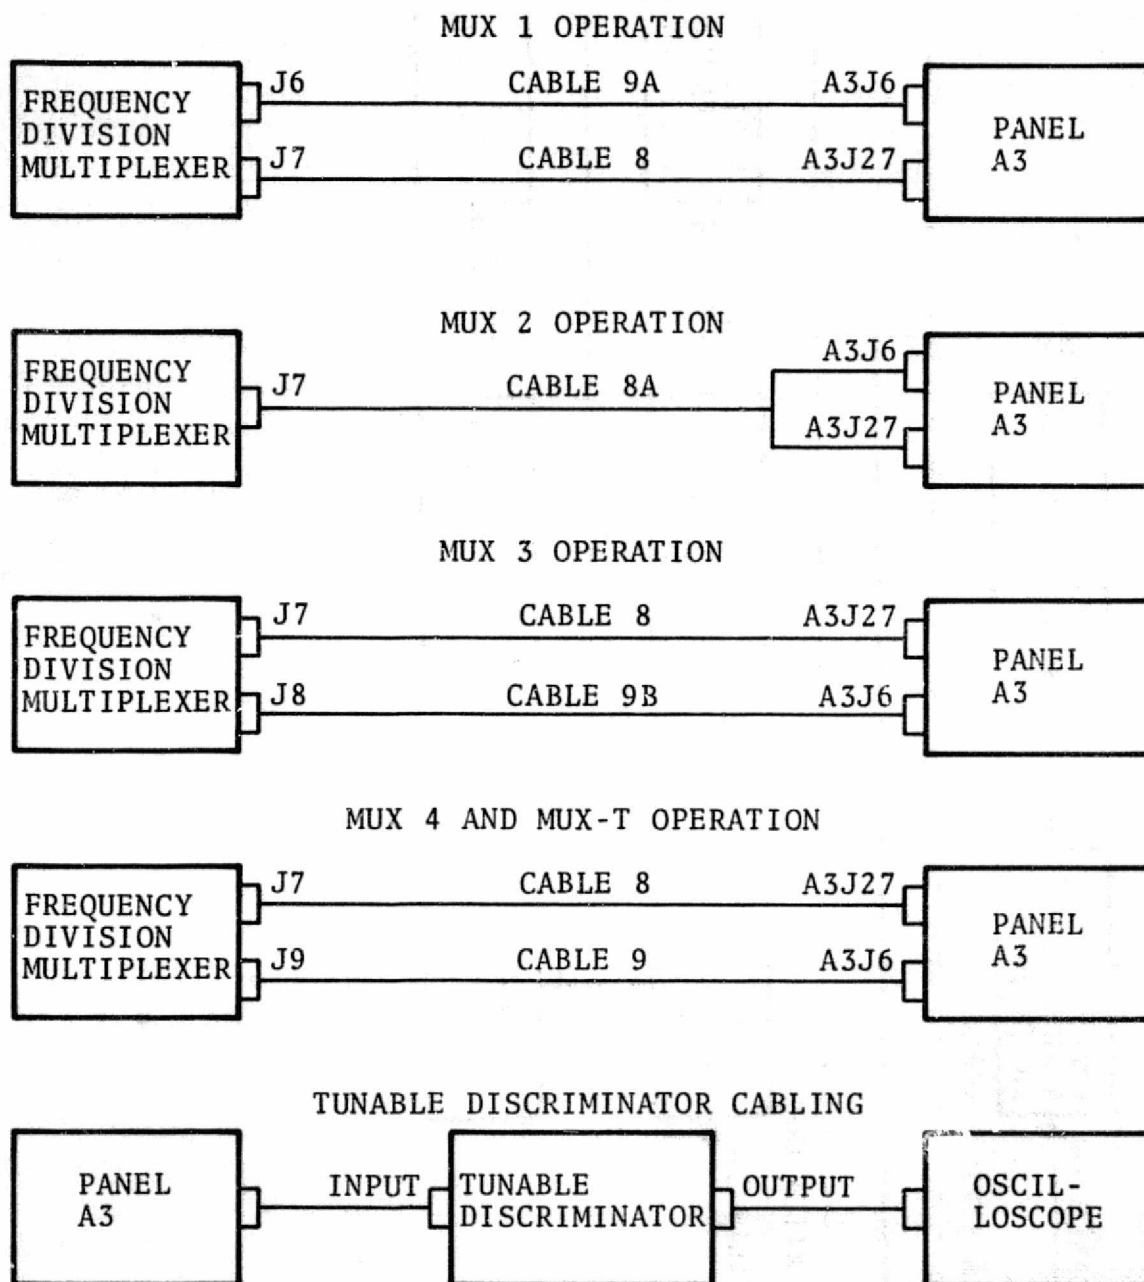 MUX 1 OPERATION
FREQUENCY
DIVISION
MULTIPLEXER
J6
CABLE 9A
A3J6
J7
CABLE 8
A3J27
PANEL
A3
MUX 2 OPERATION
FREQUENCY
DIVISION
MULTIPLEXER
J7
CABLE 8A
A3J6
A3J27
PANEL
A3
MUX 3 OPERATION
FREQUENCY
DIVISION
MULTIPLEXER
J7
CABLE 8
A3J27
J8
CABLE 9B
A3J6
PANEL
A3
MUX 4 AND MUX-T OPERATION
FREQUENCY
DIVISION
MULTIPLEXER
J7
CABLE 8
A3J27
J9
CABLE 9
A3J6
PANEL
A3
TUNABLE DISCRIMINATOR CABLING
PANEL
A3
INPUT
TUNABLE
DISCRIMINATOR
OUTPUT
OSCIL-
LOSCOPE